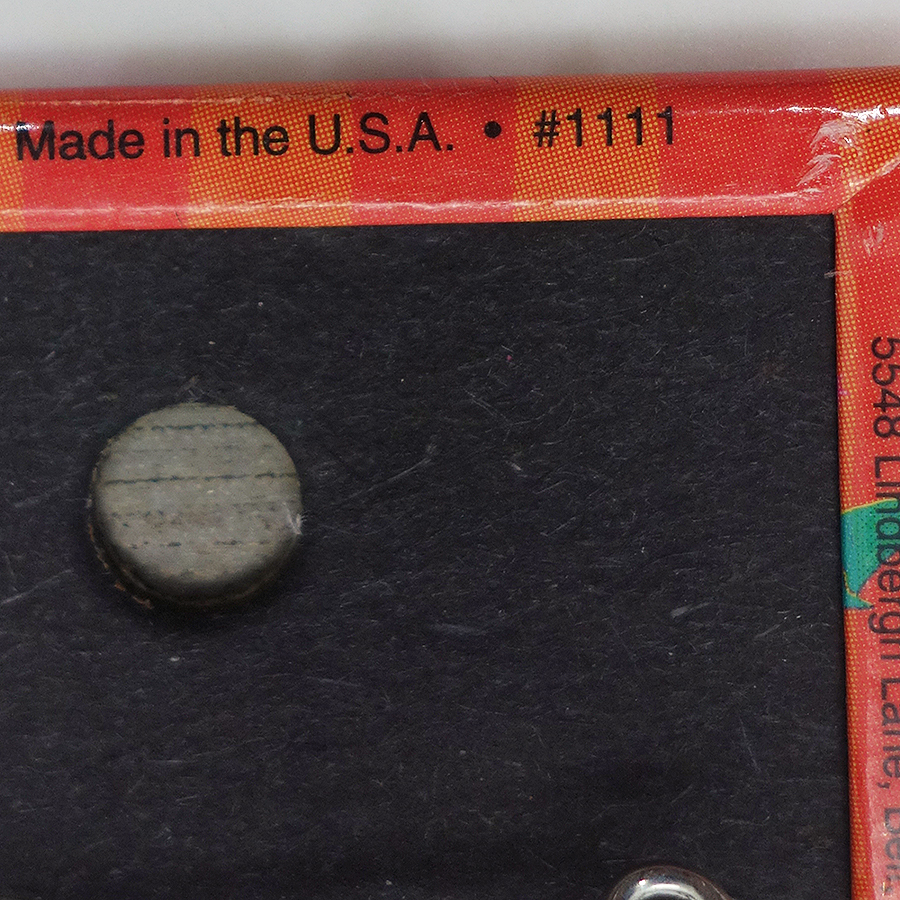 Made in the U.S.A. • #1111
5548 Lindbergh Lane,